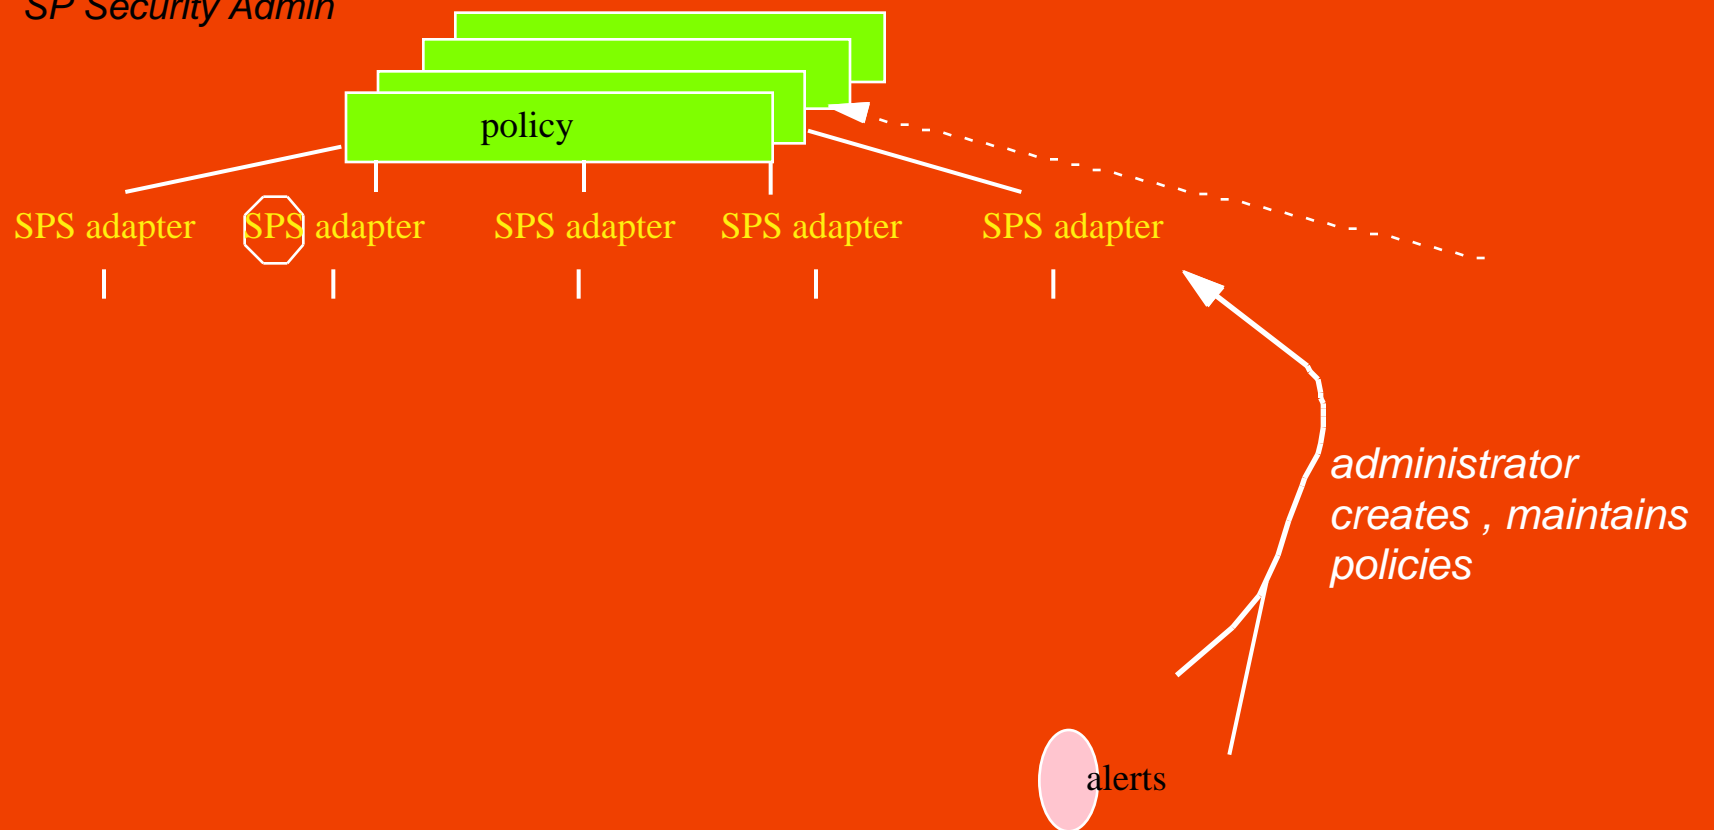 SP Security Admin
policy
SPS adapter SPS adapter SPS adapter SPS adapter SPS adapter
administrator
creates , maintains
policies
alerts